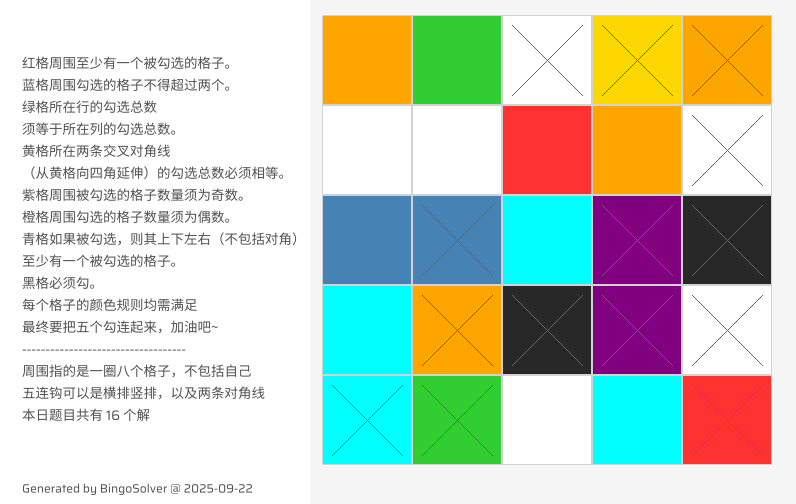 红格周围至少有一个被勾选的格子。
蓝格周围勾选的格子不得超过两个。
绿格所在行的勾选总数
须等于所在列的勾选总数。
黄格所在两条交叉对角线
（从黄格向四角延伸）的勾选总数必须相等。
紫格周围被勾选的格子数量须为奇数。
橙格周围勾选的格子数量须为偶数。
青格如果被勾选，则其上下左右（不包括对角）
至少有一个被勾选的格子。
黑格必须勾。
每个格子的颜色规则均需满足
最终要把五个勾连起来，加油吧~
-----------------------------------
周围指的是一圈八个格子，不包括自己
五连钩可以是横排竖排，以及两条对角线
本日题目共有 16 个解
Generated by BingoSolver @ 2025-09-22